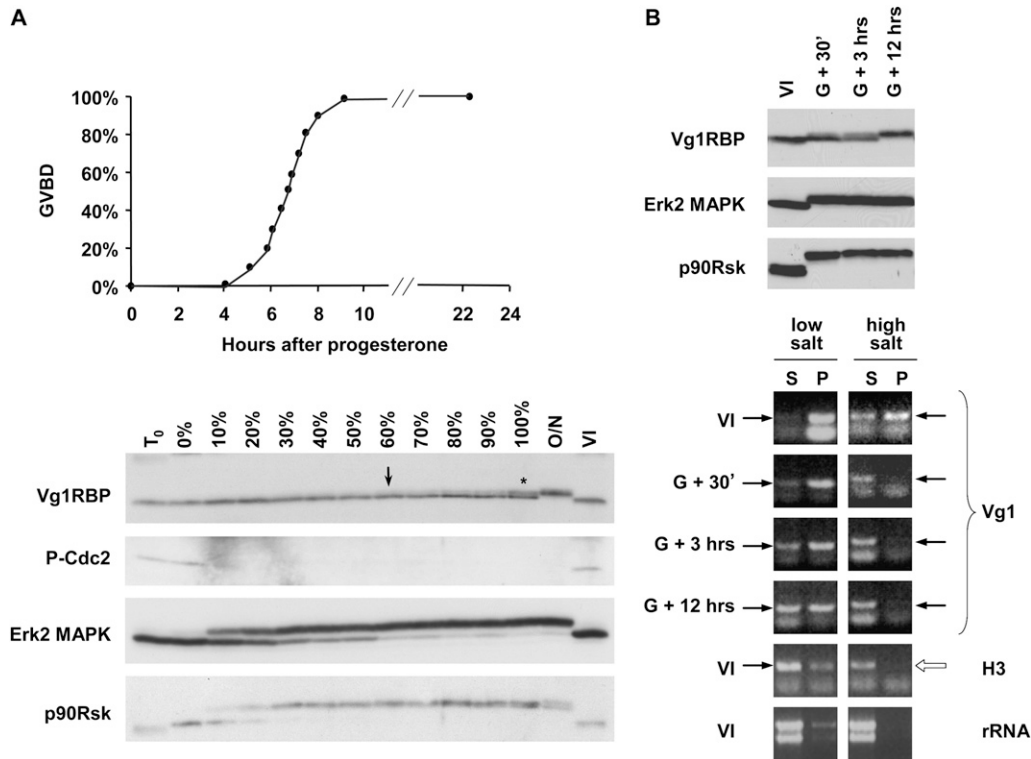 A
100%
80%
60%
40%
20%
0%
GVBD
0 2 4 6 8 10 22 24
Hours after progesterone
T0 0% 10% 20% 30% 40% 50% 60% 70% 80% 90% 100% O/N VI
*
Vg1RBP
P-Cdc2
Erk2 MAPK
p90Rsk
B
VI G + 30' G + 3 hrs G + 12 hrs
Vg1RBP
Erk2 MAPK
p90Rsk
low salt high salt
S P S P
VI
G + 30'
G + 3 hrs
G + 12 hrs
Vg1
VI H3
VI rRNA